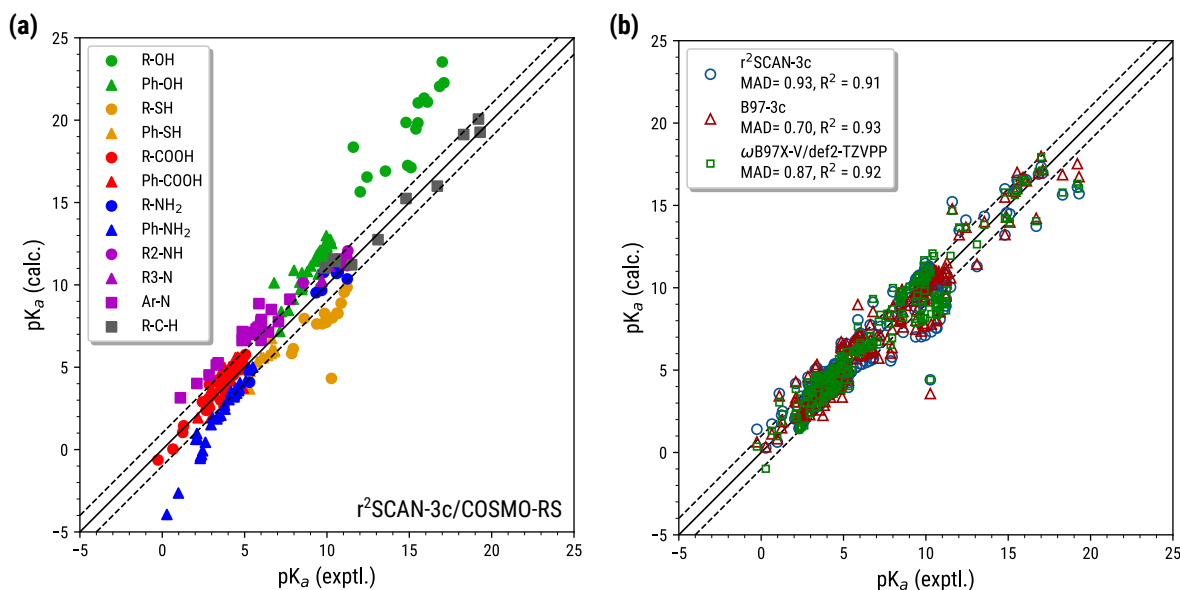 (a)
25
20
15
10
5
0
−5
pKₐ (calc.)
R-OH
Ph-OH
R-SH
Ph-SH
R-COOH
Ph-COOH
R-NH₂
Ph-NH₂
R2-NH
R3-N
Ar-N
R-C-H
r²SCAN-3c/COSMO-RS
−5 0 5 10 15 20 25
pKₐ (exptl.)
(b)
25
20
15
10
5
0
−5
pKₐ (calc.)
r²SCAN-3c
MAD= 0.93, R² = 0.91
B97-3c
MAD= 0.70, R² = 0.93
ωB97X-V/def2-TZVPP
MAD= 0.87, R² = 0.92
−5 0 5 10 15 20 25
pKₐ (exptl.)